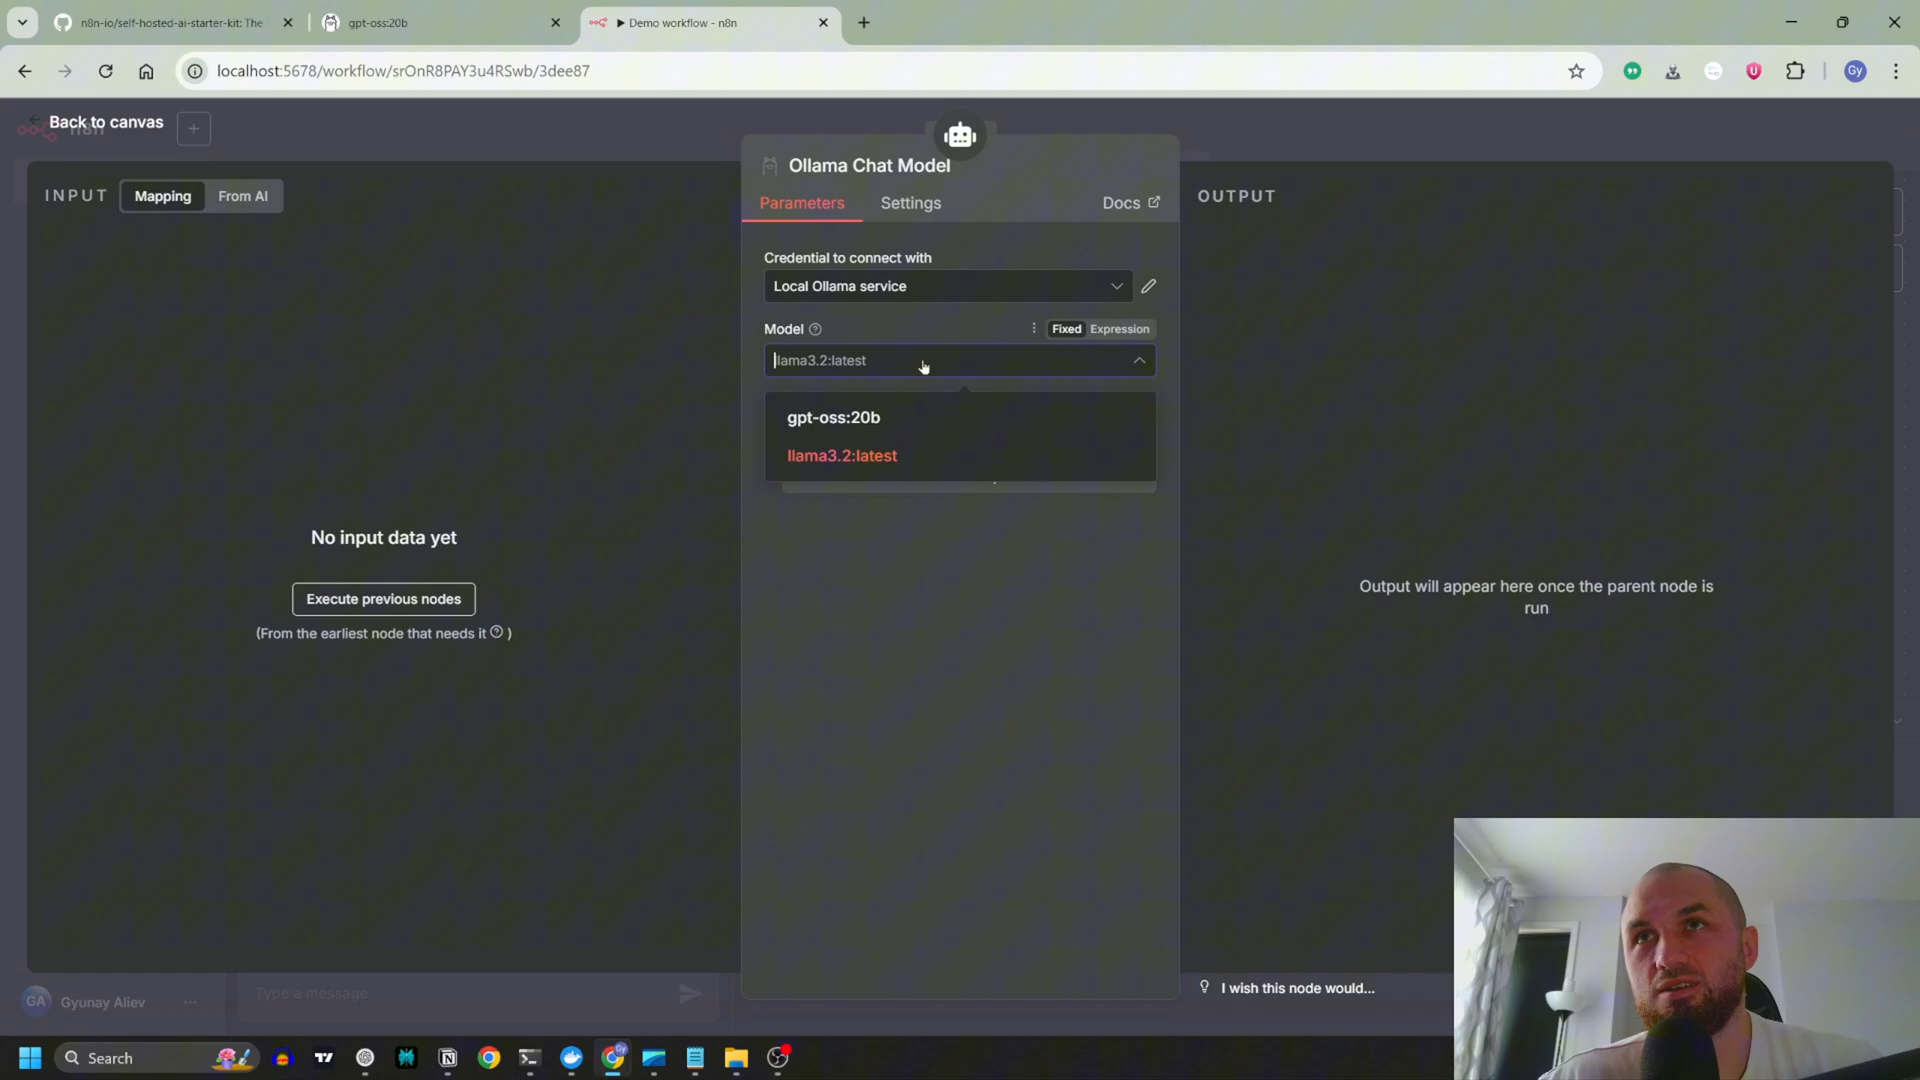 n8n-io/self-hosted-ai-starter-kit: The
gpt-oss:20b
Demo workflow - n8n
localhost:5678/workflow/srOnR8PAY3u4RSwb/3dee87
Gy
Back to canvas
n8n
INPUT
Mapping
From AI
Ollama Chat Model
Parameters
Settings
Docs
OUTPUT
Credential to connect with
Local Ollama service
Model
Fixed
Expression
llama3.2:latest
gpt-oss:20b
llama3.2:latest
No input data yet
Execute previous nodes
(From the earliest node that needs it )
Output will appear here once the parent node is
run
I wish this node would...
GA
Gyunay Aliev
Type a message
Search